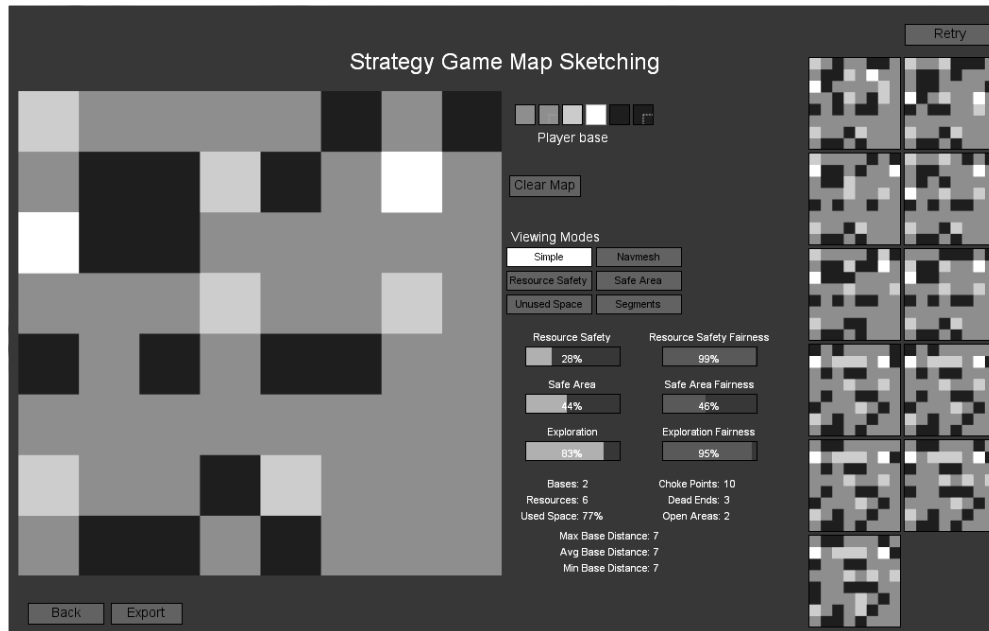 Retry
Strategy Game Map Sketching
Player base
Clear Map
Viewing Modes
Simple Navmesh
Resource Safety Safe Area
Unused Space Segments
Resource Safety Resource Safety Fairness
28% 99%
Safe Area Safe Area Fairness
44% 46%
Exploration Exploration Fairness
83% 95%
Bases: 2 Choke Points: 10
Resources: 6 Dead Ends: 3
Used Space: 77% Open Areas: 2
Max Base Distance: 7
Avg Base Distance: 7
Min Base Distance: 7
Back Export